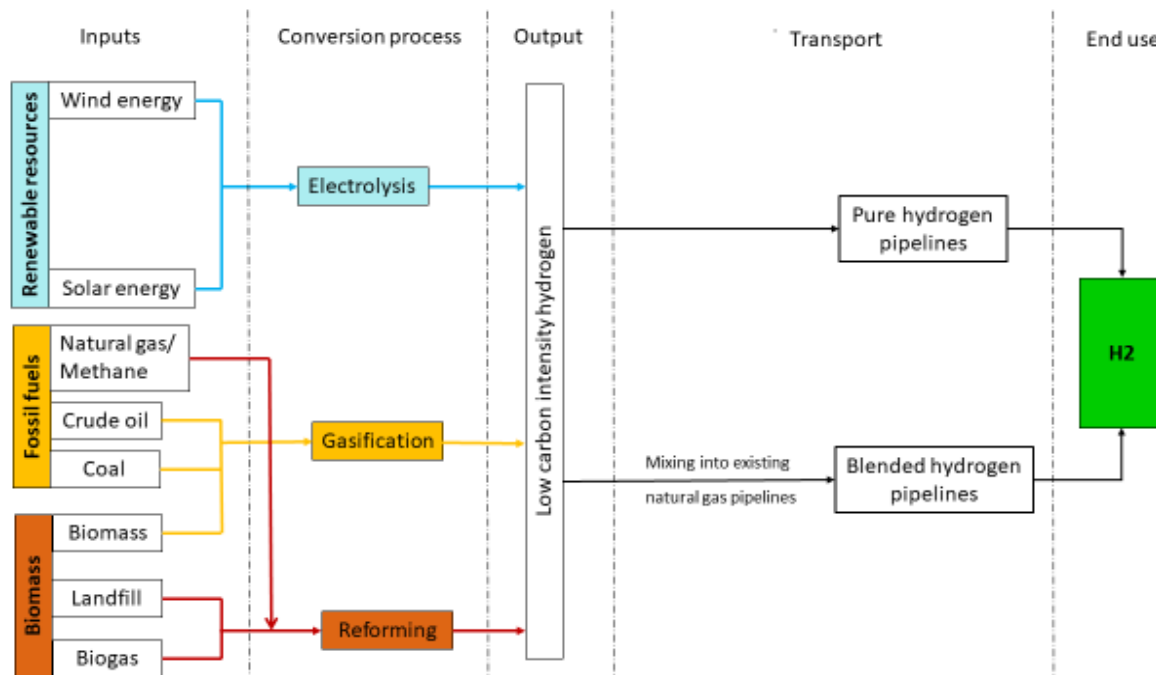 Inputs
Conversion process
Output
Transport
End use
Renewable resources
Wind energy
Solar energy
Electrolysis
Fossil fuels
Natural gas/
Methane
Crude oil
Coal
Gasification
Biomass
Biomass
Landfill
Biogas
Reforming
Low carbon intensity hydrogen
Pure hydrogen
pipelines
Mixing into existing
natural gas pipelines
Blended hydrogen
pipelines
H2